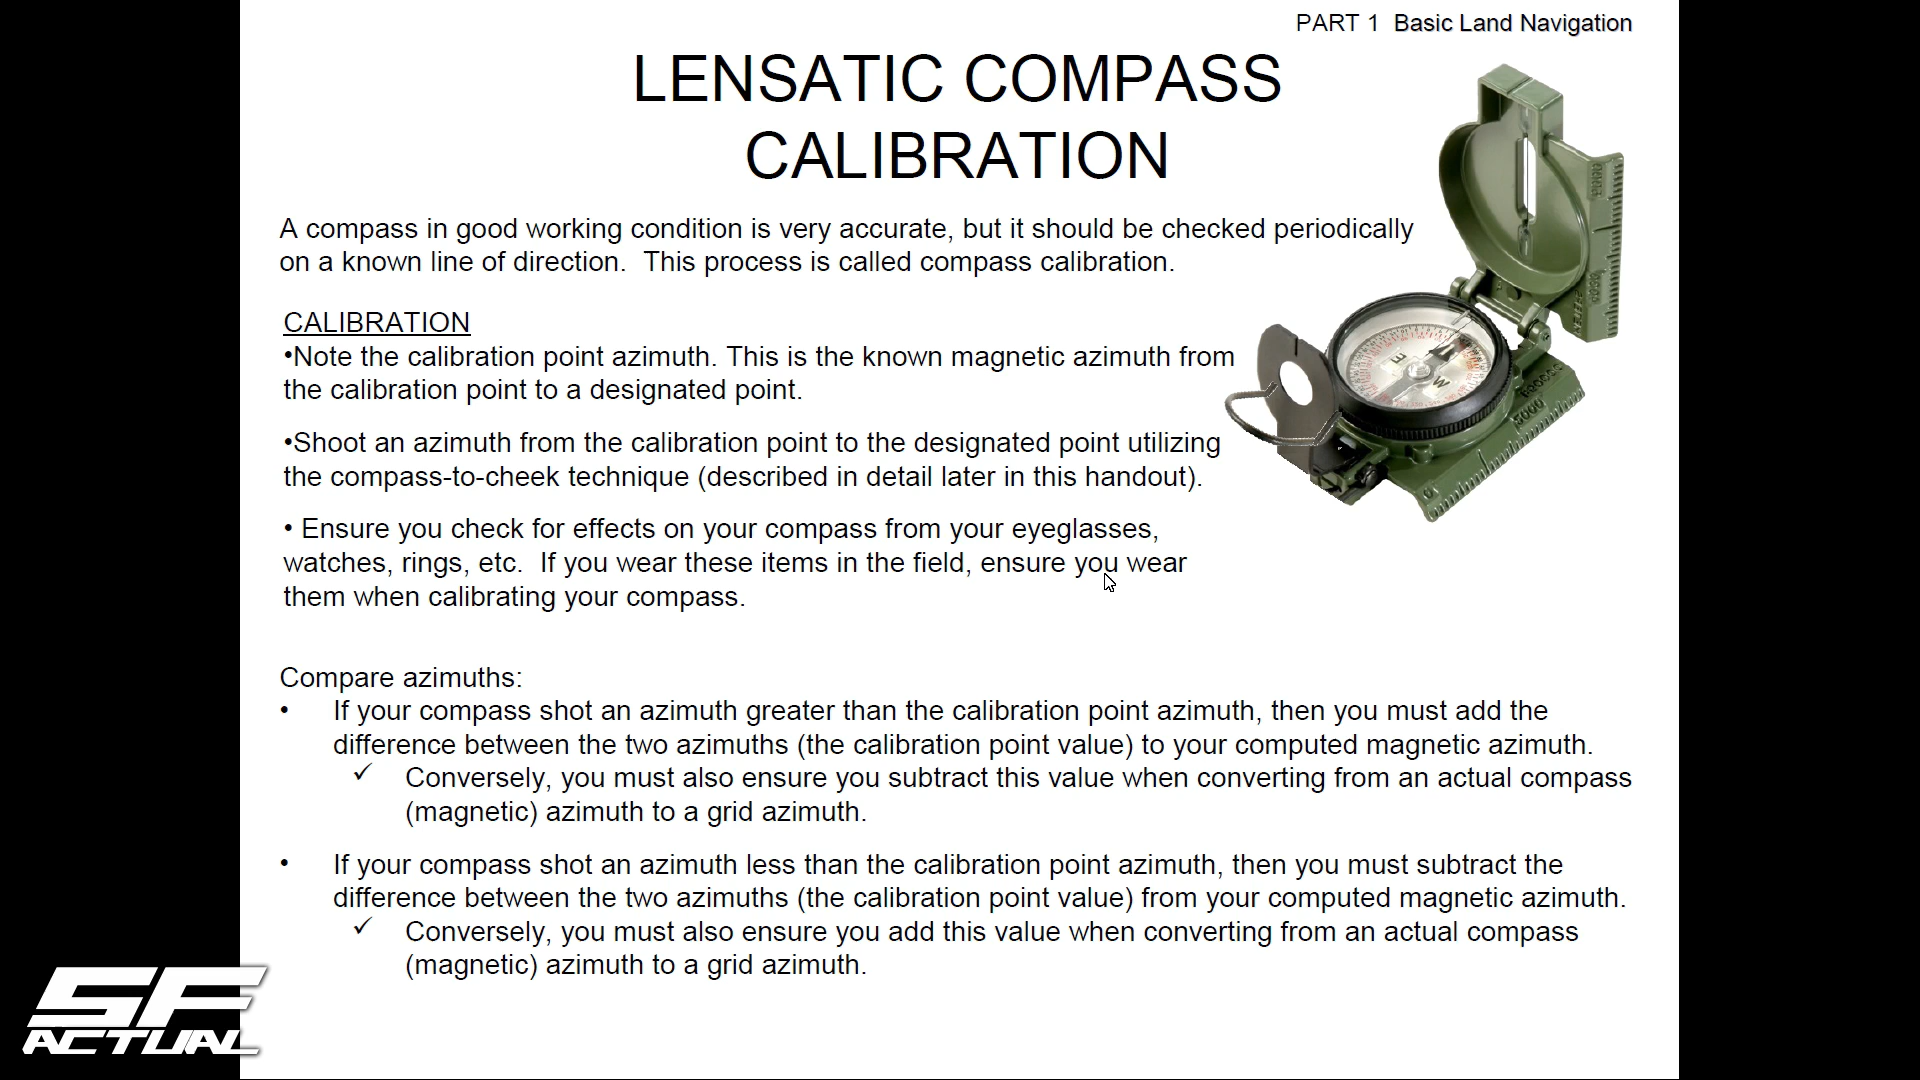 PART 1  Basic Land Navigation
LENSATIC COMPASS
CALIBRATION
A compass in good working condition is very accurate, but it should be checked periodically
on a known line of direction.  This process is called compass calibration.
CALIBRATION
•Note the calibration point azimuth. This is the known magnetic azimuth from
the calibration point to a designated point.
•Shoot an azimuth from the calibration point to the designated point utilizing
the compass-to-cheek technique (described in detail later in this handout).
• Ensure you check for effects on your compass from your eyeglasses,
watches, rings, etc.  If you wear these items in the field, ensure you wear
them when calibrating your compass.
E
W
Compare azimuths:
• If your compass shot an azimuth greater than the calibration point azimuth, then you must add the
difference between the two azimuths (the calibration point value) to your computed magnetic azimuth.
✓ Conversely, you must also ensure you subtract this value when converting from an actual compass
(magnetic) azimuth to a grid azimuth.
• If your compass shot an azimuth less than the calibration point azimuth, then you must subtract the
difference between the two azimuths (the calibration point value) from your computed magnetic azimuth.
✓ Conversely, you must also ensure you add this value when converting from an actual compass
(magnetic) azimuth to a grid azimuth.
SF
ACTUAL